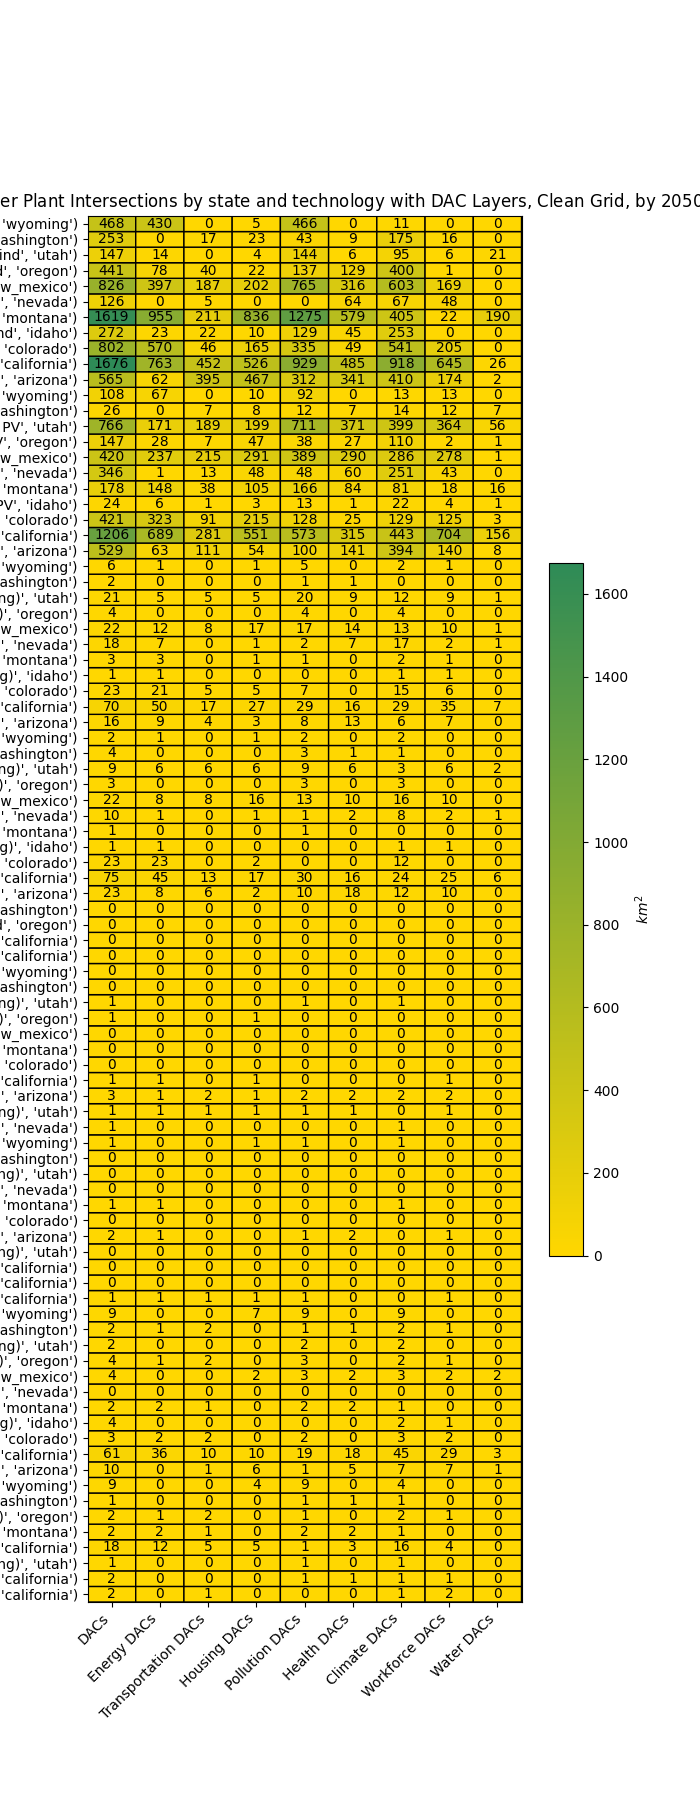 er Plant Intersections by state and technology with DAC Layers, Clean Grid, by 2050
'wyoming') 468 430 0 5 466 0 11 0 0
ashington') 253 0 17 23 43 9 175 16 0
ind', 'utah') 147 14 0 4 144 6 95 6 21
d', 'oregon') 441 78 40 22 137 129 400 1 0
ew_mexico') 826 397 187 202 765 316 603 169 0
', 'nevada') 126 0 5 0 0 64 67 48 0
'montana') 1619 955 211 836 1275 579 405 22 190
nd', 'idaho') 272 23 22 10 129 45 253 0 0
'colorado') 802 570 46 165 335 49 541 205 0
'california') 1676 763 452 526 929 485 918 645 26
', 'arizona') 565 62 395 467 312 341 410 174 2
'wyoming') 108 67 0 10 92 0 13 13 0
ashington') 26 0 7 8 12 7 14 12 7
PV', 'utah') 766 171 189 199 711 371 399 364 56
/', 'oregon') 147 28 7 47 38 27 110 2 1
ew_mexico') 420 237 215 291 389 290 286 278 1
', 'nevada') 346 1 13 48 48 60 251 43 0
'montana') 178 148 38 105 166 84 81 18 16
PV', 'idaho') 24 6 1 3 13 1 22 4 1
'colorado') 421 323 91 215 128 25 129 125 3
'california') 1206 689 281 551 573 315 443 704 156
', 'arizona') 529 63 111 54 100 141 394 140 8
'wyoming') 6 1 0 1 5 0 2 1 0
ashington') 2 0 0 0 1 1 0 0 0
ng)', 'utah') 21 5 5 5 20 9 12 9 1
)', 'oregon') 4 0 0 0 4 0 4 0 0
ew_mexico') 22 12 8 17 17 14 13 10 1
', 'nevada') 18 7 0 1 2 7 17 2 1
'montana') 3 3 0 1 1 0 2 1 0
g)', 'idaho') 1 1 0 0 0 0 1 1 0
'colorado') 23 21 5 5 7 0 15 6 0
'california') 70 50 17 27 29 16 29 35 7
', 'arizona') 16 9 4 3 8 13 6 7 0
'wyoming') 2 1 0 1 2 0 2 0 0
ashington') 4 0 0 0 3 1 1 0 0
ng)', 'utah') 9 6 6 6 9 6 3 6 2
)', 'oregon') 3 0 0 0 3 0 3 0 0
ew_mexico') 22 8 8 16 13 10 16 10 0
', 'nevada') 10 1 0 1 1 2 8 2 1
'montana') 1 0 0 0 1 0 0 0 0
g)', 'idaho') 1 1 0 0 0 0 1 1 0
'colorado') 23 23 0 2 0 0 12 0 0
'california') 75 45 13 17 30 16 24 25 6
', 'arizona') 23 8 6 2 10 18 12 10 0
ashington') 0 0 0 0 0 0 0 0 0
d', 'oregon') 0 0 0 0 0 0 0 0 0
'california') 0 0 0 0 0 0 0 0 0
'california') 0 0 0 0 0 0 0 0 0
'wyoming') 0 0 0 0 0 0 0 0 0
ashington') 0 0 0 0 0 0 0 0 0
ng)', 'utah') 1 0 0 0 1 0 1 0 0
)', 'oregon') 1 0 0 1 0 0 0 0 0
ew_mexico') 0 0 0 0 0 0 0 0 0
'montana') 0 0 0 0 0 0 0 0 0
'colorado') 0 0 0 0 0 0 0 0 0
'california') 1 1 0 1 0 0 0 1 0
', 'arizona') 3 1 2 1 2 2 2 2 0
ng)', 'utah') 1 1 1 1 1 1 0 1 0
', 'nevada') 1 0 0 0 0 0 1 0 0
'wyoming') 1 0 0 1 1 0 1 0 0
ashington') 0 0 0 0 0 0 0 0 0
ng)', 'utah') 0 0 0 0 0 0 0 0 0
', 'nevada') 0 0 0 0 0 0 0 0 0
'montana') 1 1 0 0 0 0 1 0 0
'colorado') 0 0 0 0 0 0 0 0 0
', 'arizona') 2 1 0 0 1 2 0 1 0
ng)', 'utah') 0 0 0 0 0 0 0 0 0
'california') 0 0 0 0 0 0 0 0 0
'california') 0 0 0 0 0 0 0 0 0
'california') 1 1 1 1 1 0 0 1 0
'wyoming') 9 0 0 7 9 0 9 0 0
ashington') 2 1 2 0 1 1 2 1 0
ng)', 'utah') 2 0 0 0 2 0 2 0 0
)', 'oregon') 4 1 2 0 3 0 2 1 0
ew_mexico') 4 0 0 2 3 2 3 2 2
', 'nevada') 0 0 0 0 0 0 0 0 0
'montana') 2 2 1 0 2 2 1 0 0
g)', 'idaho') 4 0 0 0 0 0 2 1 0
'colorado') 3 2 2 0 2 0 3 2 0
'california') 61 36 10 10 19 18 45 29 3
', 'arizona') 10 0 1 6 1 5 7 7 1
'wyoming') 9 0 0 4 9 0 4 0 0
ashington') 1 0 0 0 1 1 1 0 0
)', 'oregon') 2 1 2 0 1 0 2 1 0
'montana') 2 2 1 0 2 2 1 0 0
'california') 18 12 5 5 1 3 16 4 0
ng)', 'utah') 1 0 0 0 1 0 1 0 0
'california') 2 0 0 0 1 1 1 1 0
'california') 2 0 1 0 0 0 1 2 0
DACs
Energy DACs
Transportation DACs
Housing DACs
Pollution DACs
Health DACs
Climate DACs
Workforce DACs
Water DACs
1600
1400
1200
1000
800
600
400
200
0
km²